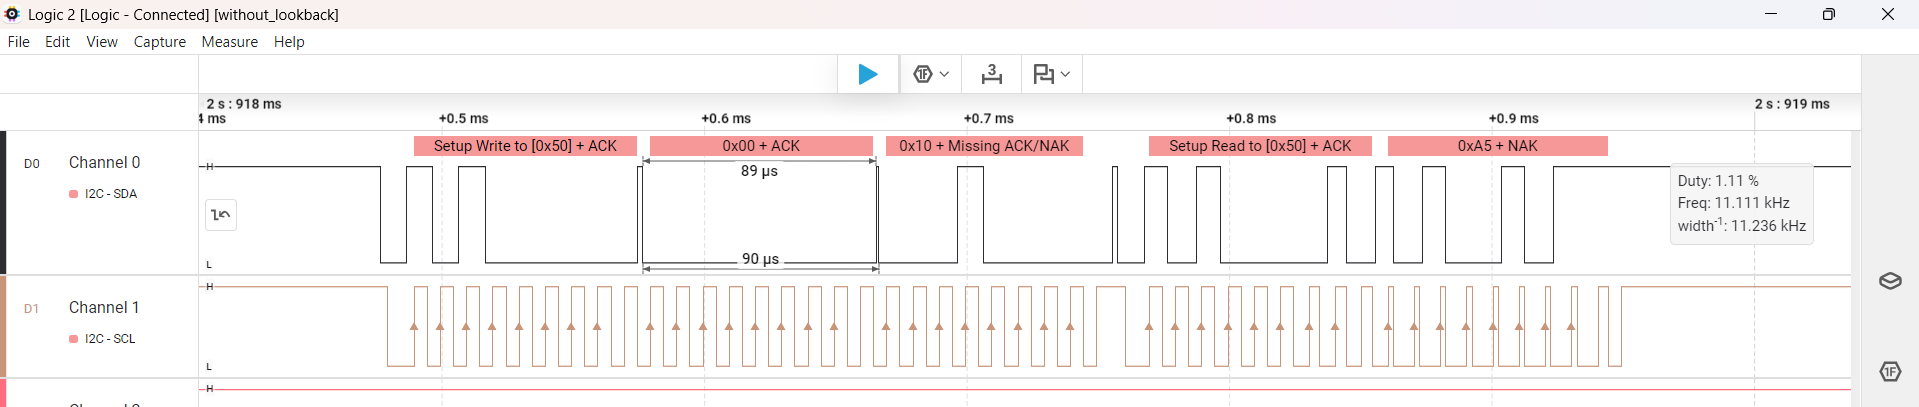 Logic 2 [Logic - Connected] [without_lookback]
File Edit View Capture Measure Help
1F 3
2 s : 918 ms 2 s : 919 ms
4 ms +0.5 ms +0.6 ms +0.7 ms +0.8 ms +0.9 ms
Setup Write to [0x50] + ACK 0x00 + ACK 0x10 + Missing ACK/NAK Setup Read to [0x50] + ACK 0xA5 + NAK
D0 Channel 0 H
89 µs
I2C - SDA
Duty: 1.11 %
Freq: 11.111 kHz
width-1: 11.236 kHz
L 90 µs
H
D1 Channel 1
I2C - SCL
L
1F
H